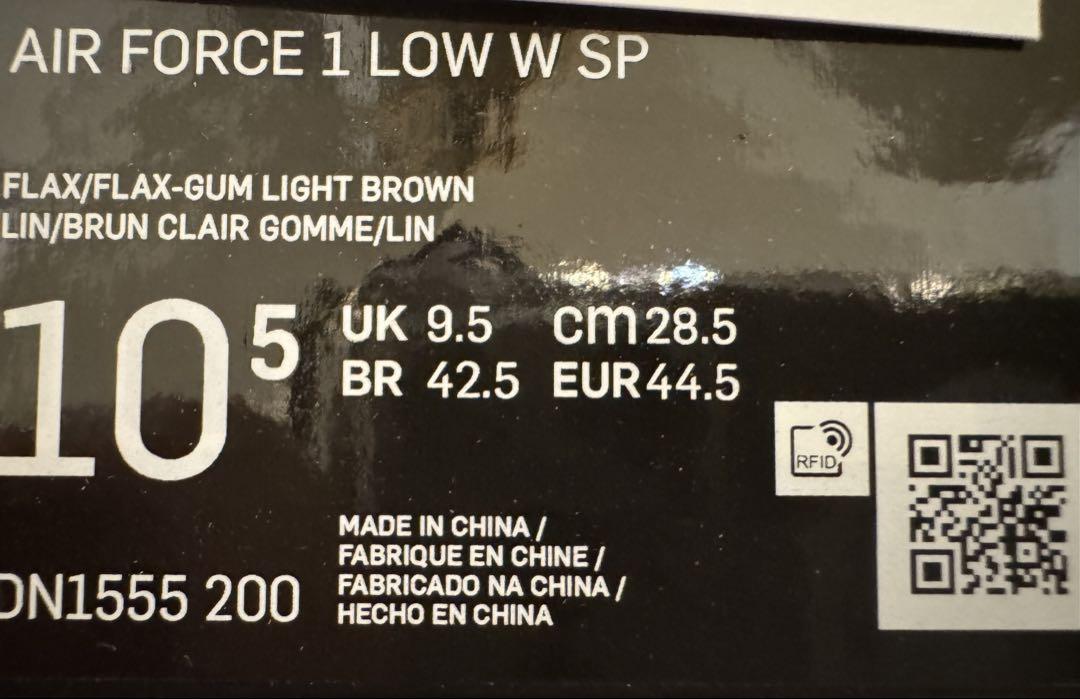 AIR FORCE 1 LOW W SP
FLAX/FLAX-GUM LIGHT BROWN
LIN/BRUN CLAIR GOMME/LIN
10 5
UK 9.5 cm 28.5
BR 42.5 EUR 44.5
RFID
MADE IN CHINA /
FABRIQUE EN CHINE /
FABRICADO NA CHINA /
HECHO EN CHINA
DN1555 200